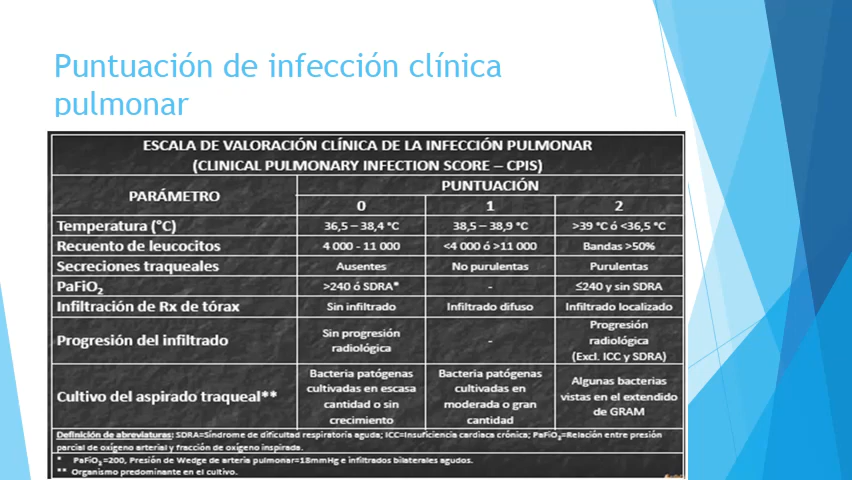 Puntuación de infección clínica
pulmonar
ESCALA DE VALORACIÓN CLÍNICA DE LA INFECCIÓN PULMONAR
(CLINICAL PULMONARY INFECTION SCORE – CPIS)
PARÁMETRO
PUNTUACIÓN
0 1 2
Temperatura (°C) 36,5 – 38,4 °C 38,5 – 38,9 °C >39 °C ó <36,5 °C
Recuento de leucocitos 4 000 - 11 000 <4 000 ó >11 000 Bandas >50%
Secreciones traqueales Ausentes No purulentas Purulentas
PaFiO2 >240 ó SDRA* - ≤240 y sin SDRA
Infiltración de Rx de tórax Sin infiltrado Infiltrado difuso Infiltrado localizado
Progresión del infiltrado
Sin progresión
radiológica
-
Progresión
radiológica
(Excl. ICC y SDRA)
Cultivo del aspirado traqueal**
Bacteria patógenas
cultivadas en escasa
cantidad o sin
crecimiento
Bacteria patógenas
cultivadas en
moderada o gran
cantidad
Algunas bacterias
vistas en el extendido
de GRAM
Definición de abreviaturas: SDRA=Síndrome de dificultad respiratoria aguda; ICC=Insuficiencia cardiaca crónica; PaFiO2=Relación entre presión
parcial de oxígeno arterial y fracción de oxígeno inspirada.
* PaFiO2 =200, Presión de Wedge de arteria pulmonar=18mmHg e infiltrados bilaterales agudos.
** Organismo predominante en el cultivo.